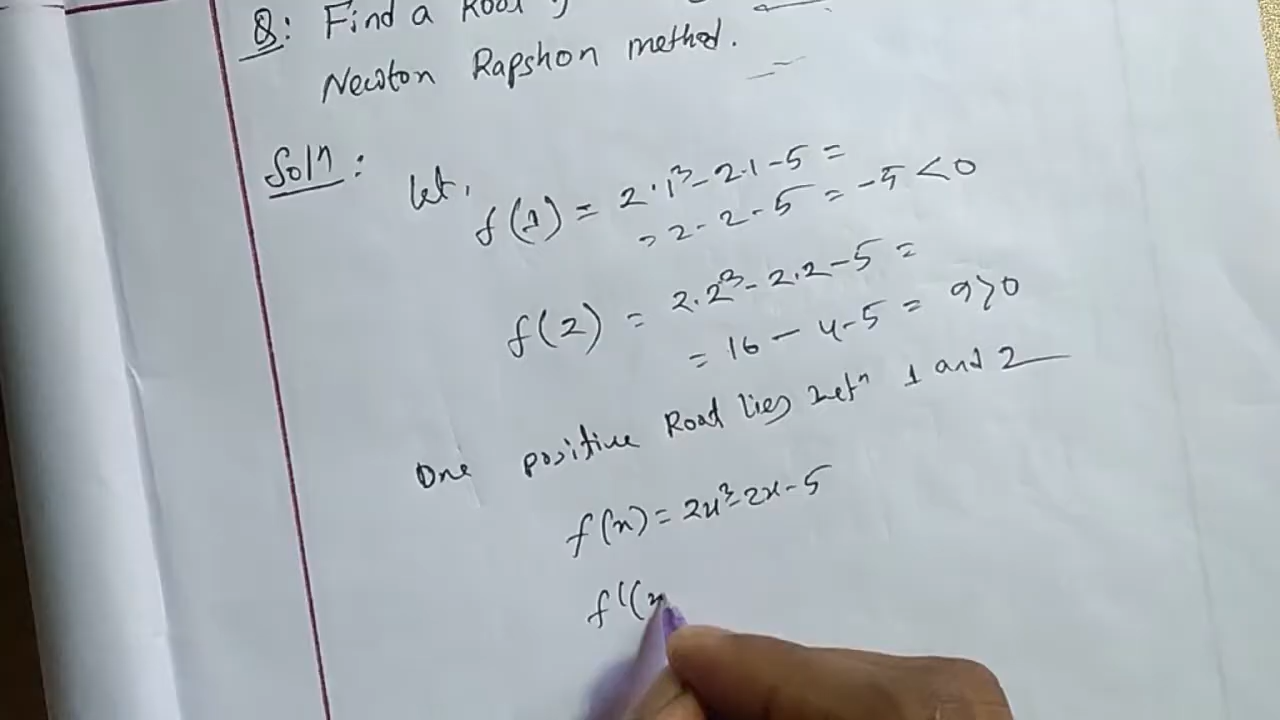 Q: Find a Root
Newton Rapshon method.
Solⁿ:
Let,
f(1) = 2.1³-2.1-5 =
= 2-2-5 = -5 < 0
f(2) = 2.2³-2.2-5 =
= 16-4-5 = 9>0
One positive Root lies betⁿ 1 and 2
f(x) = 2x³-2x-5
f'(x